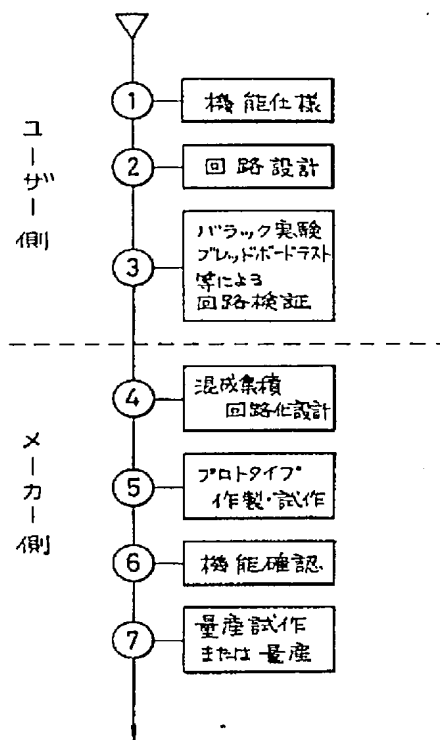 ユーザー側
① 機能仕様
② 回路設計
③ バラック実験
ブレッドボードテスト
等による
回路検証
メーカー側
④ 混成集積
回路化設計
⑤ プロトタイプ
作製・試作
⑥ 機能確認
⑦ 量産試作
または量産